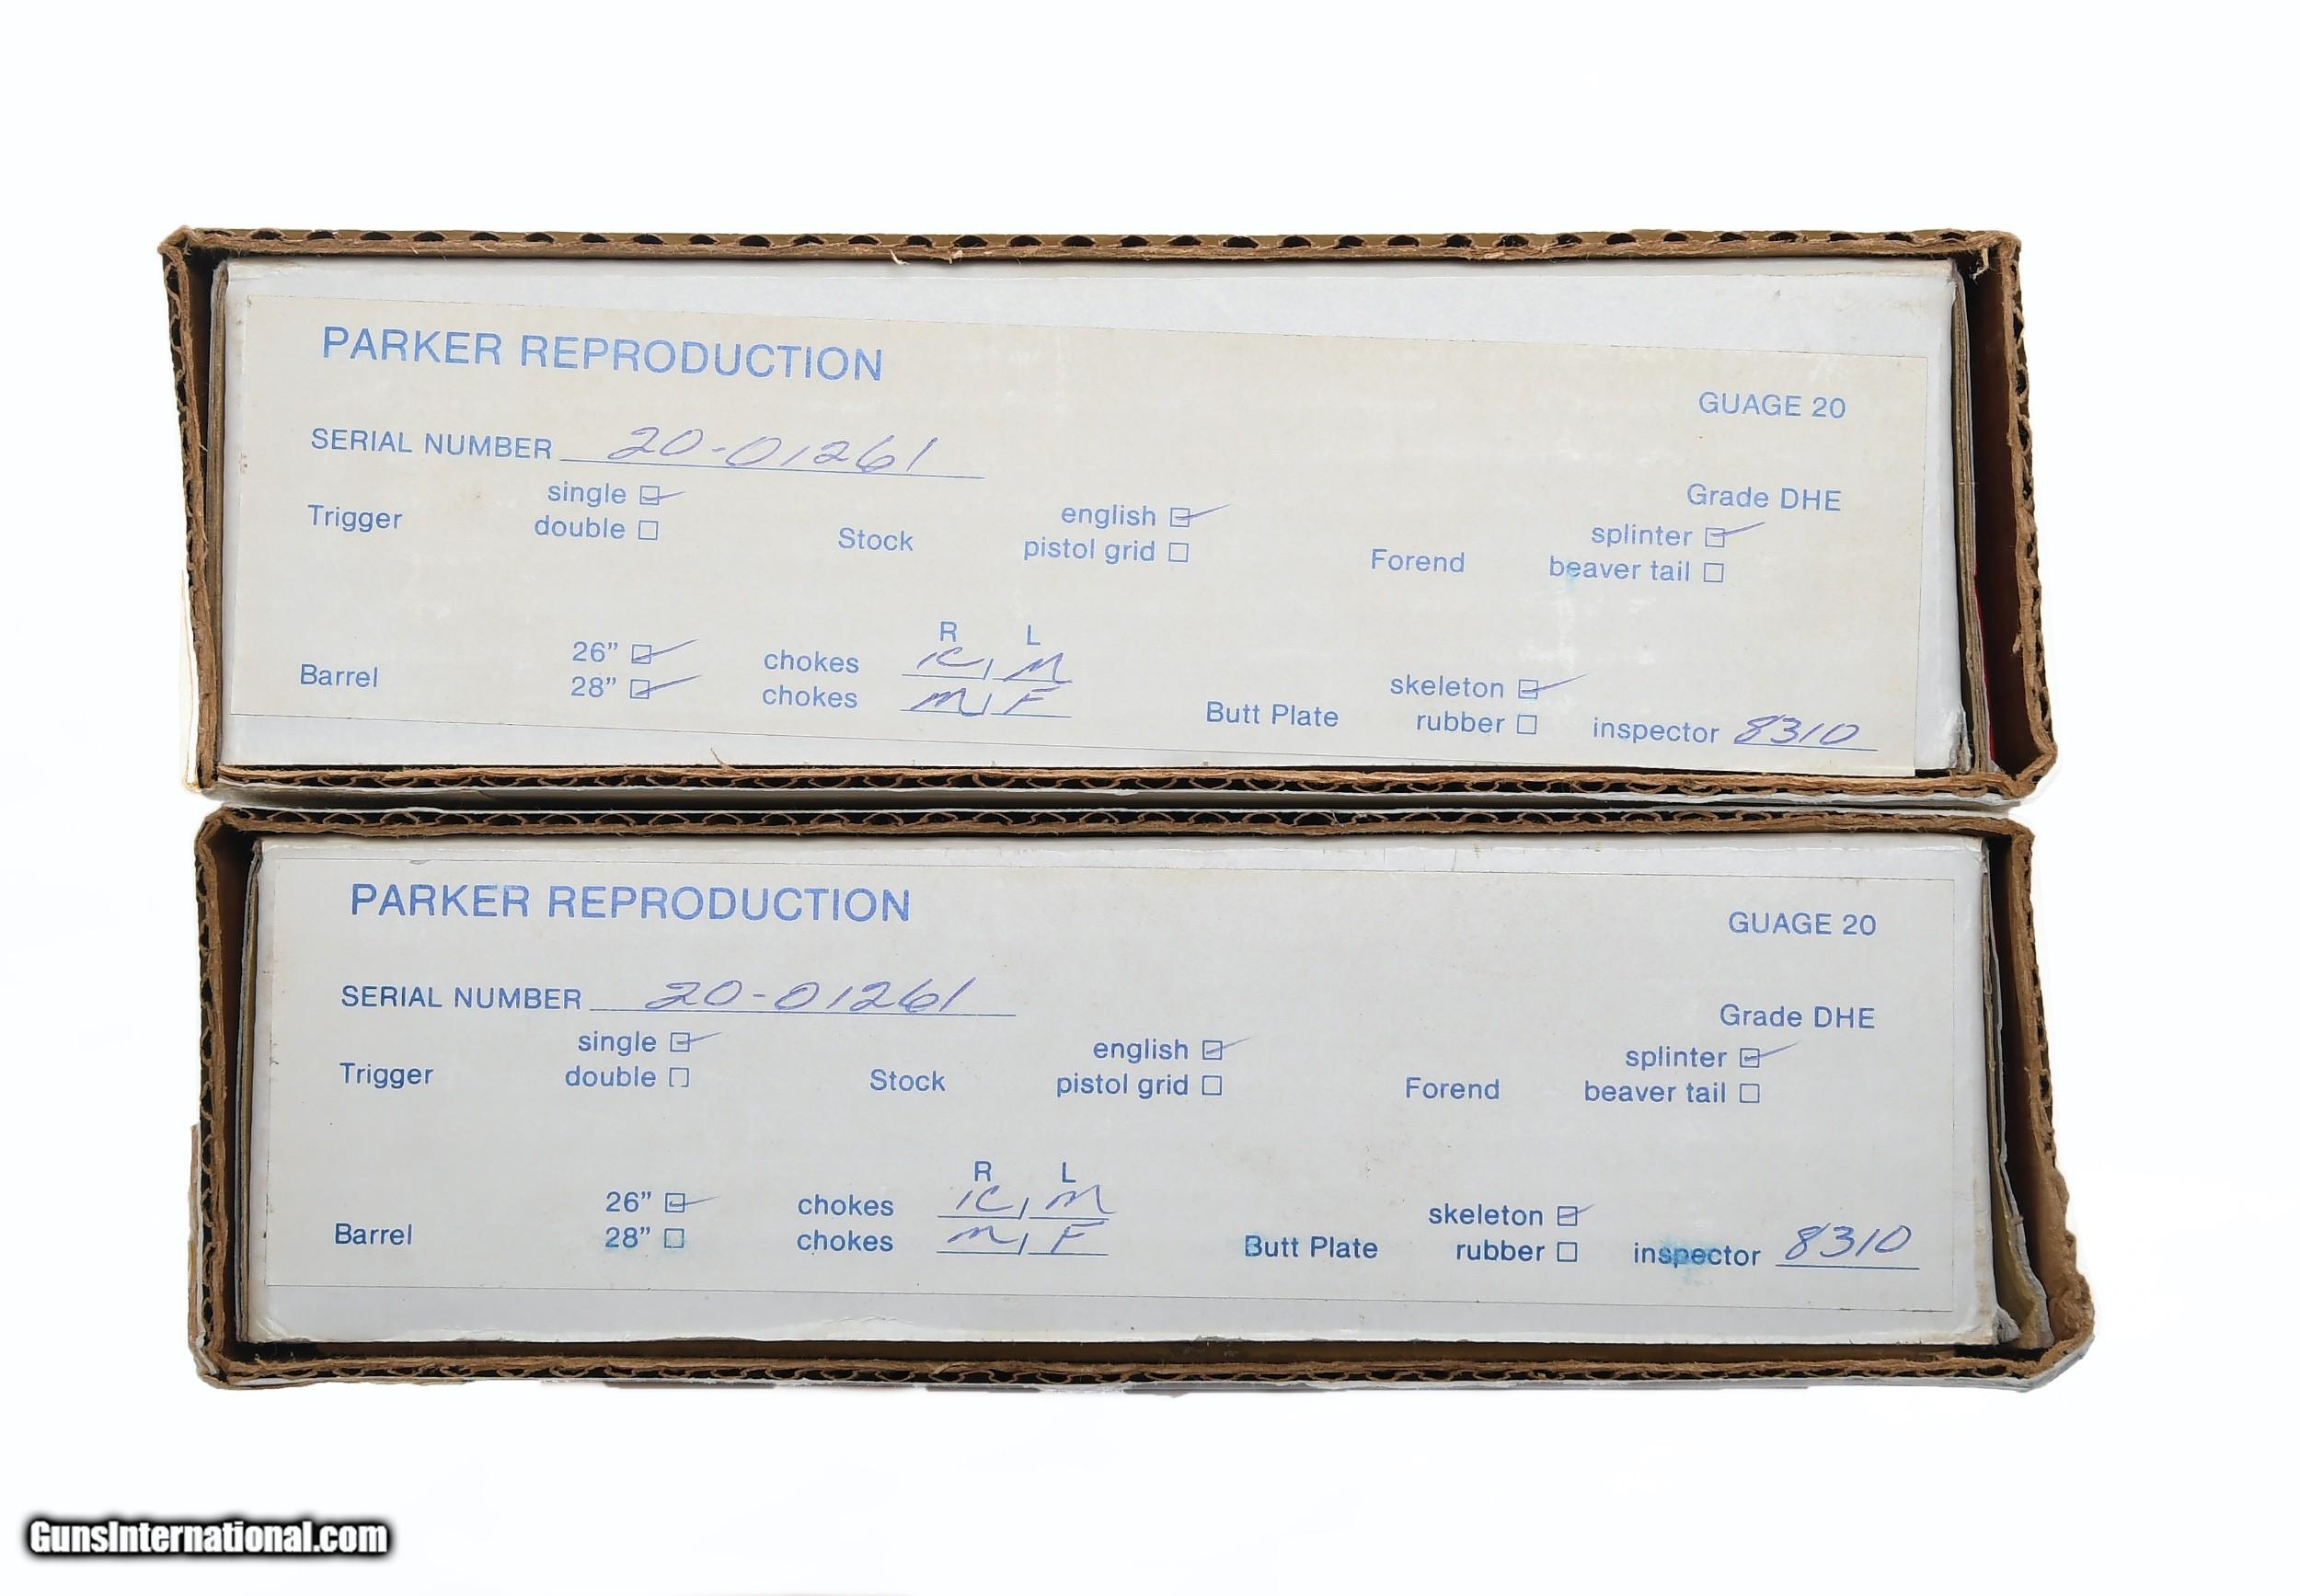 PARKER REPRODUCTION
GUAGE 20
SERIAL NUMBER 20-01261
Grade DHE
Trigger single ☑ double ☐
Stock english ☑ pistol grid ☐
Forend splinter ☑ beaver tail ☐
R L
Barrel 26" ☑ chokes IC, M
28" ☑ chokes M, F
Butt Plate skeleton ☑ rubber ☐
inspector 8310
PARKER REPRODUCTION
GUAGE 20
SERIAL NUMBER 20-01261
Grade DHE
Trigger single ☑ double ☐
Stock english ☑ pistol grid ☐
Forend splinter ☑ beaver tail ☐
R L
Barrel 26" ☑ chokes IC, M
28" ☐ chokes M, F
Butt Plate skeleton ☑ rubber ☐
inspector 8310
GunsInternational.com